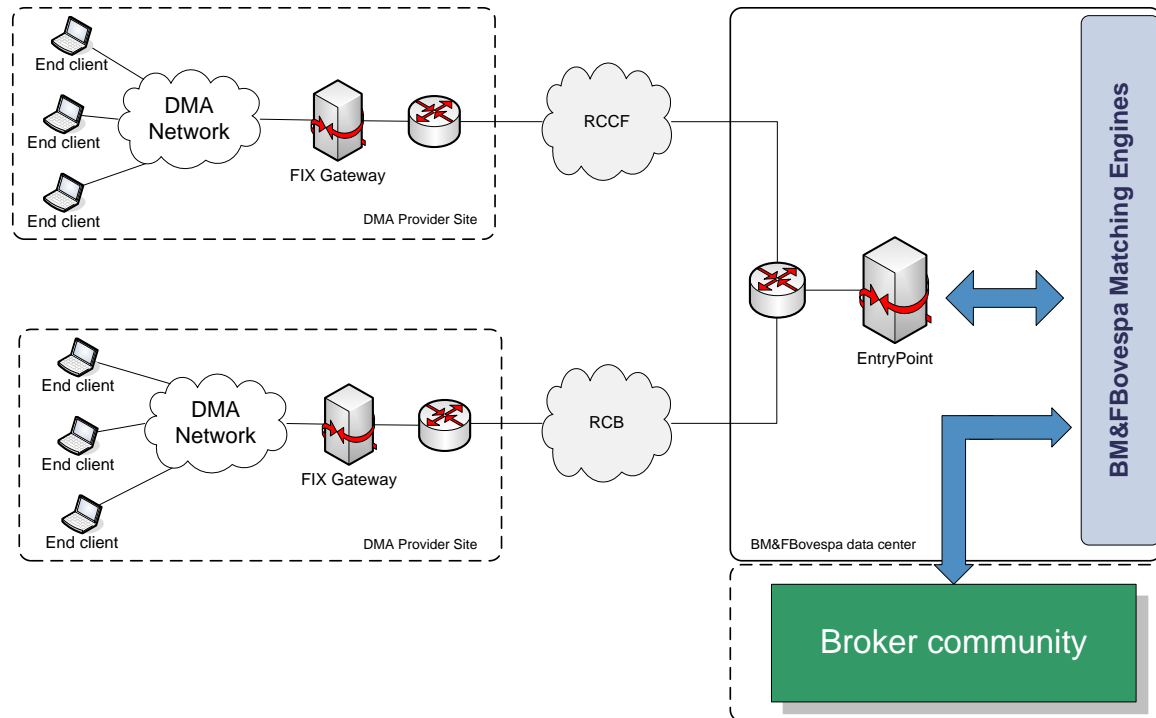 End client
End client
End client
DMA
Network
FIX Gateway
DMA Provider Site
RCCF
End client
End client
End client
DMA
Network
FIX Gateway
DMA Provider Site
RCB
EntryPoint
BM&FBovespa Matching Engines
BM&FBovespa data center
Broker community